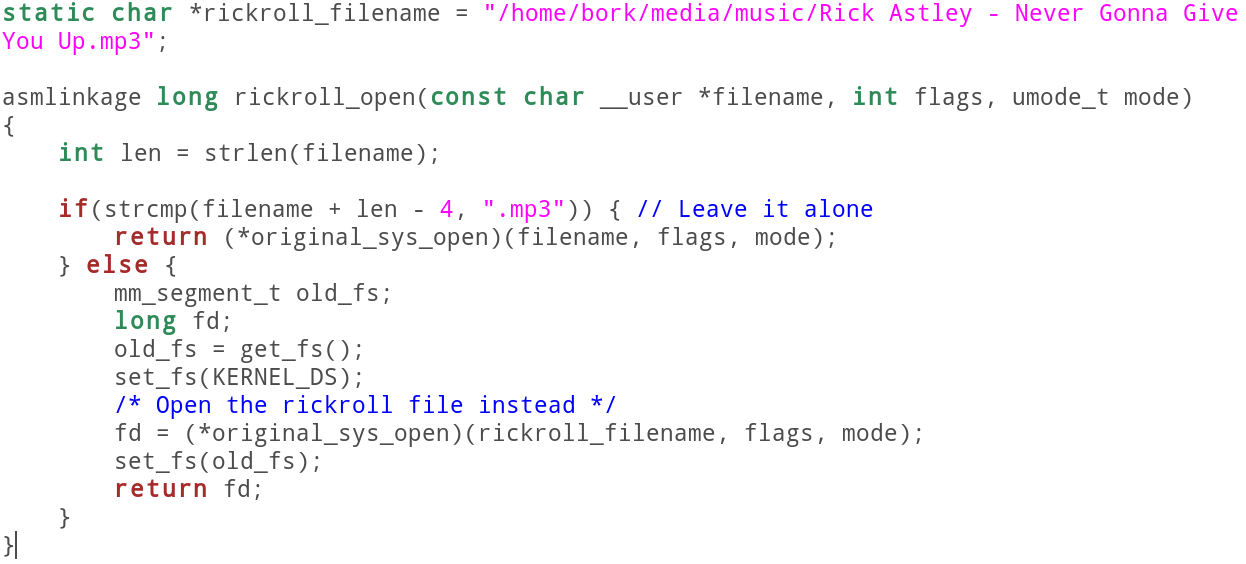 static char *rickroll_filename = "/home/bork/media/music/Rick Astley - Never Gonna Give
You Up.mp3";

asmlinkage long rickroll_open(const char __user *filename, int flags, umode_t mode)
{
    int len = strlen(filename);

    if(strcmp(filename + len - 4, ".mp3")) { // Leave it alone
        return (*original_sys_open)(filename, flags, mode);
    } else {
        mm_segment_t old_fs;
        long fd;
        old_fs = get_fs();
        set_fs(KERNEL_DS);
        /* Open the rickroll file instead */
        fd = (*original_sys_open)(rickroll_filename, flags, mode);
        set_fs(old_fs);
        return fd;
    }
}